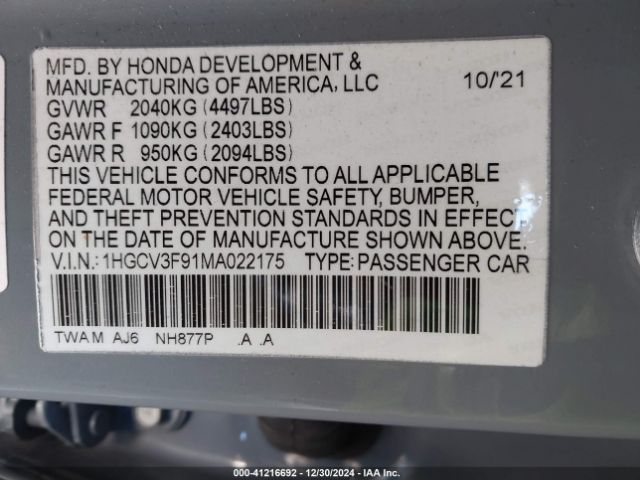 MFD. BY HONDA DEVELOPMENT &
MANUFACTURING OF AMERICA, LLC 10/'21
GVWR 2040KG (4497LBS)
GAWR F 1090KG (2403LBS)
GAWR R 950KG (2094LBS)
THIS VEHICLE CONFORMS TO ALL APPLICABLE
FEDERAL MOTOR VEHICLE SAFETY, BUMPER,
AND THEFT PREVENTION STANDARDS IN EFFECT
ON THE DATE OF MANUFACTURE SHOWN ABOVE.
V.I.N.: 1HGCV3F91MA022175 TYPE: PASSENGER CAR
TWA M AJ6 NH877P .A .A
000-41216692 - 12/30/2024 - IAA Inc.